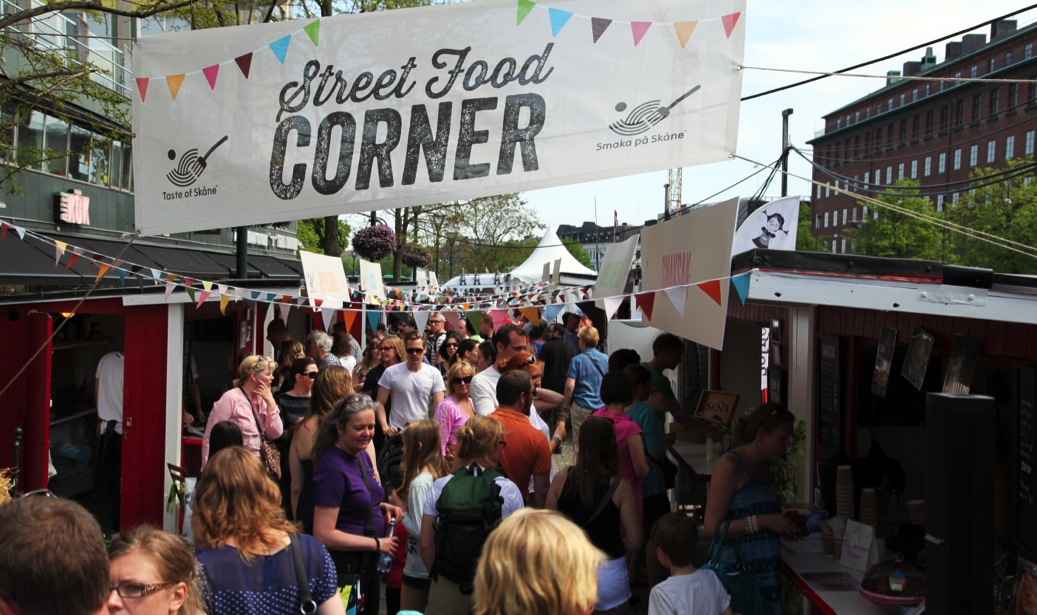 Street Food
CORNER
Taste of Skåne
Smaka på Skåne